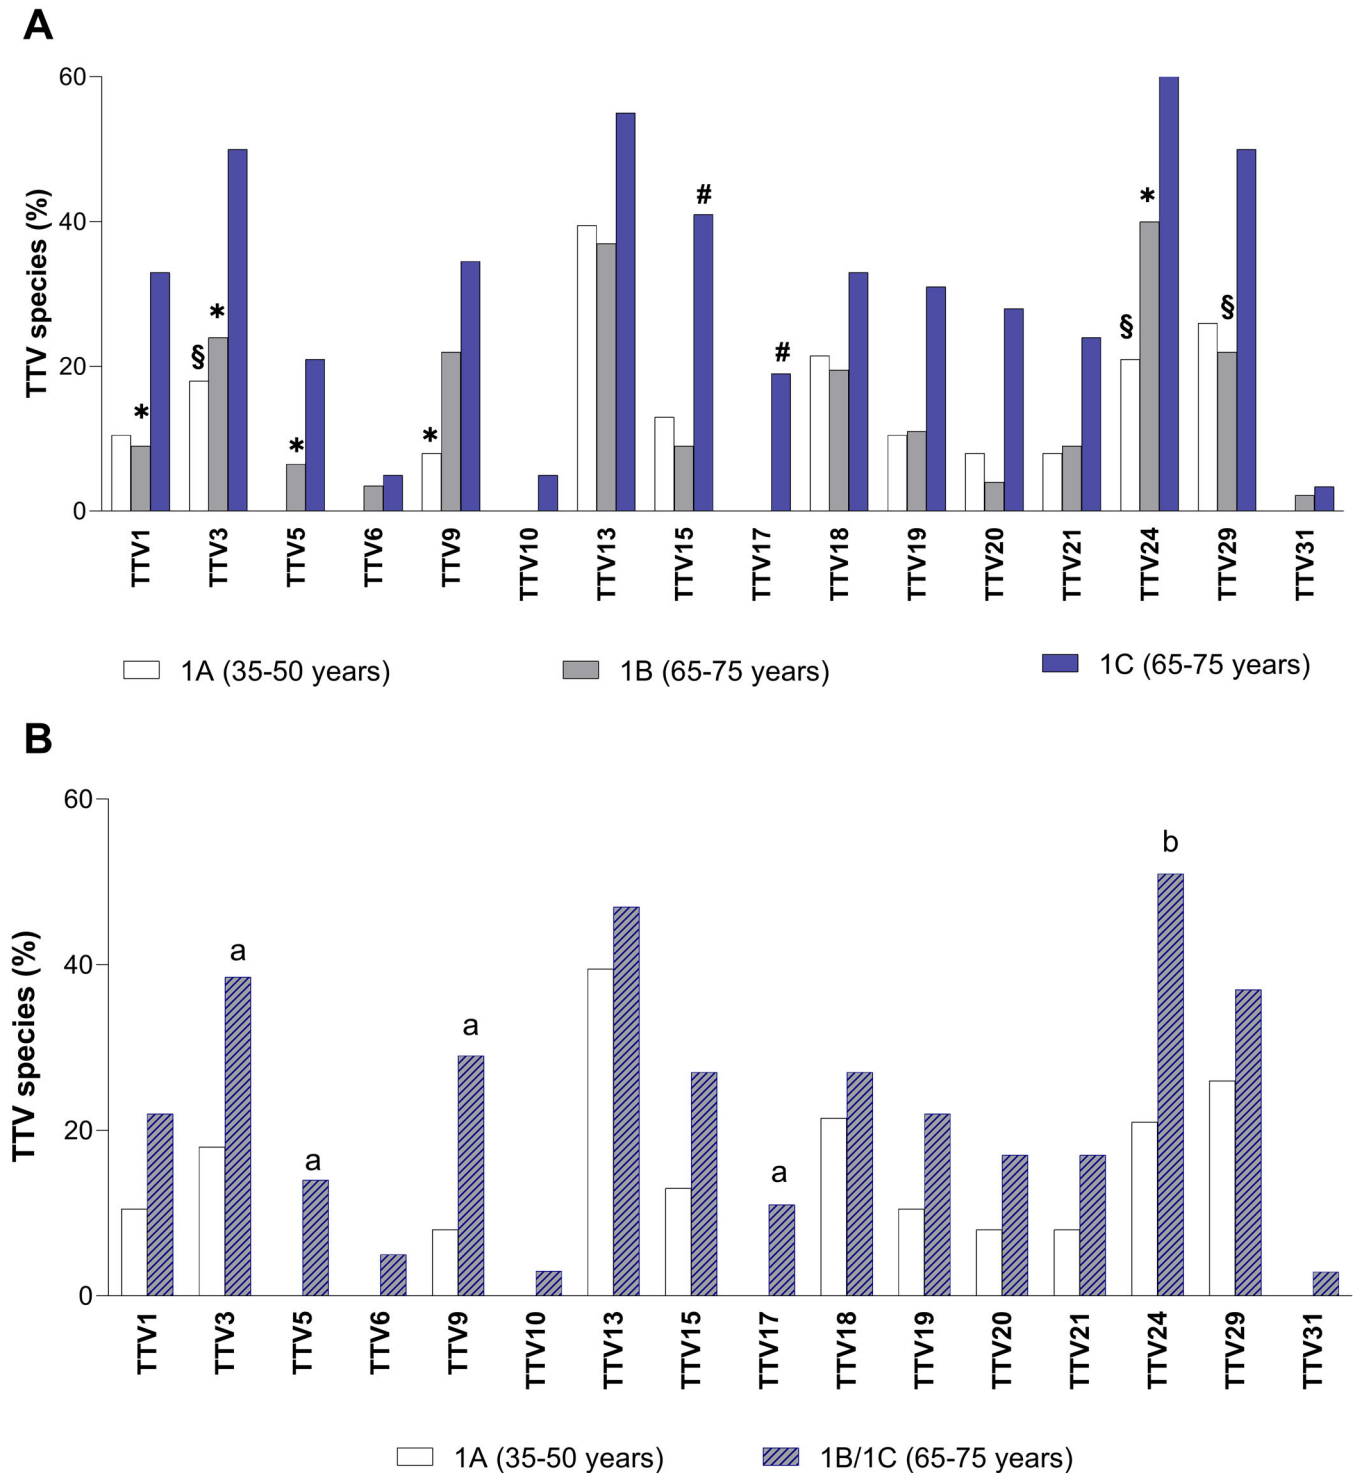 A
TTV species (%)
60
40
20
0
* § * * * # # § * §
TTV1 TTV3 TTV5 TTV6 TTV9 TTV10 TTV13 TTV15 TTV17 TTV18 TTV19 TTV20 TTV21 TTV24 TTV29 TTV31
1A (35-50 years) 1B (65-75 years) 1C (65-75 years)
B
TTV species (%)
60
40
20
0
a a a a b
TTV1 TTV3 TTV5 TTV6 TTV9 TTV10 TTV13 TTV15 TTV17 TTV18 TTV19 TTV20 TTV21 TTV24 TTV29 TTV31
1A (35-50 years) 1B/1C (65-75 years)